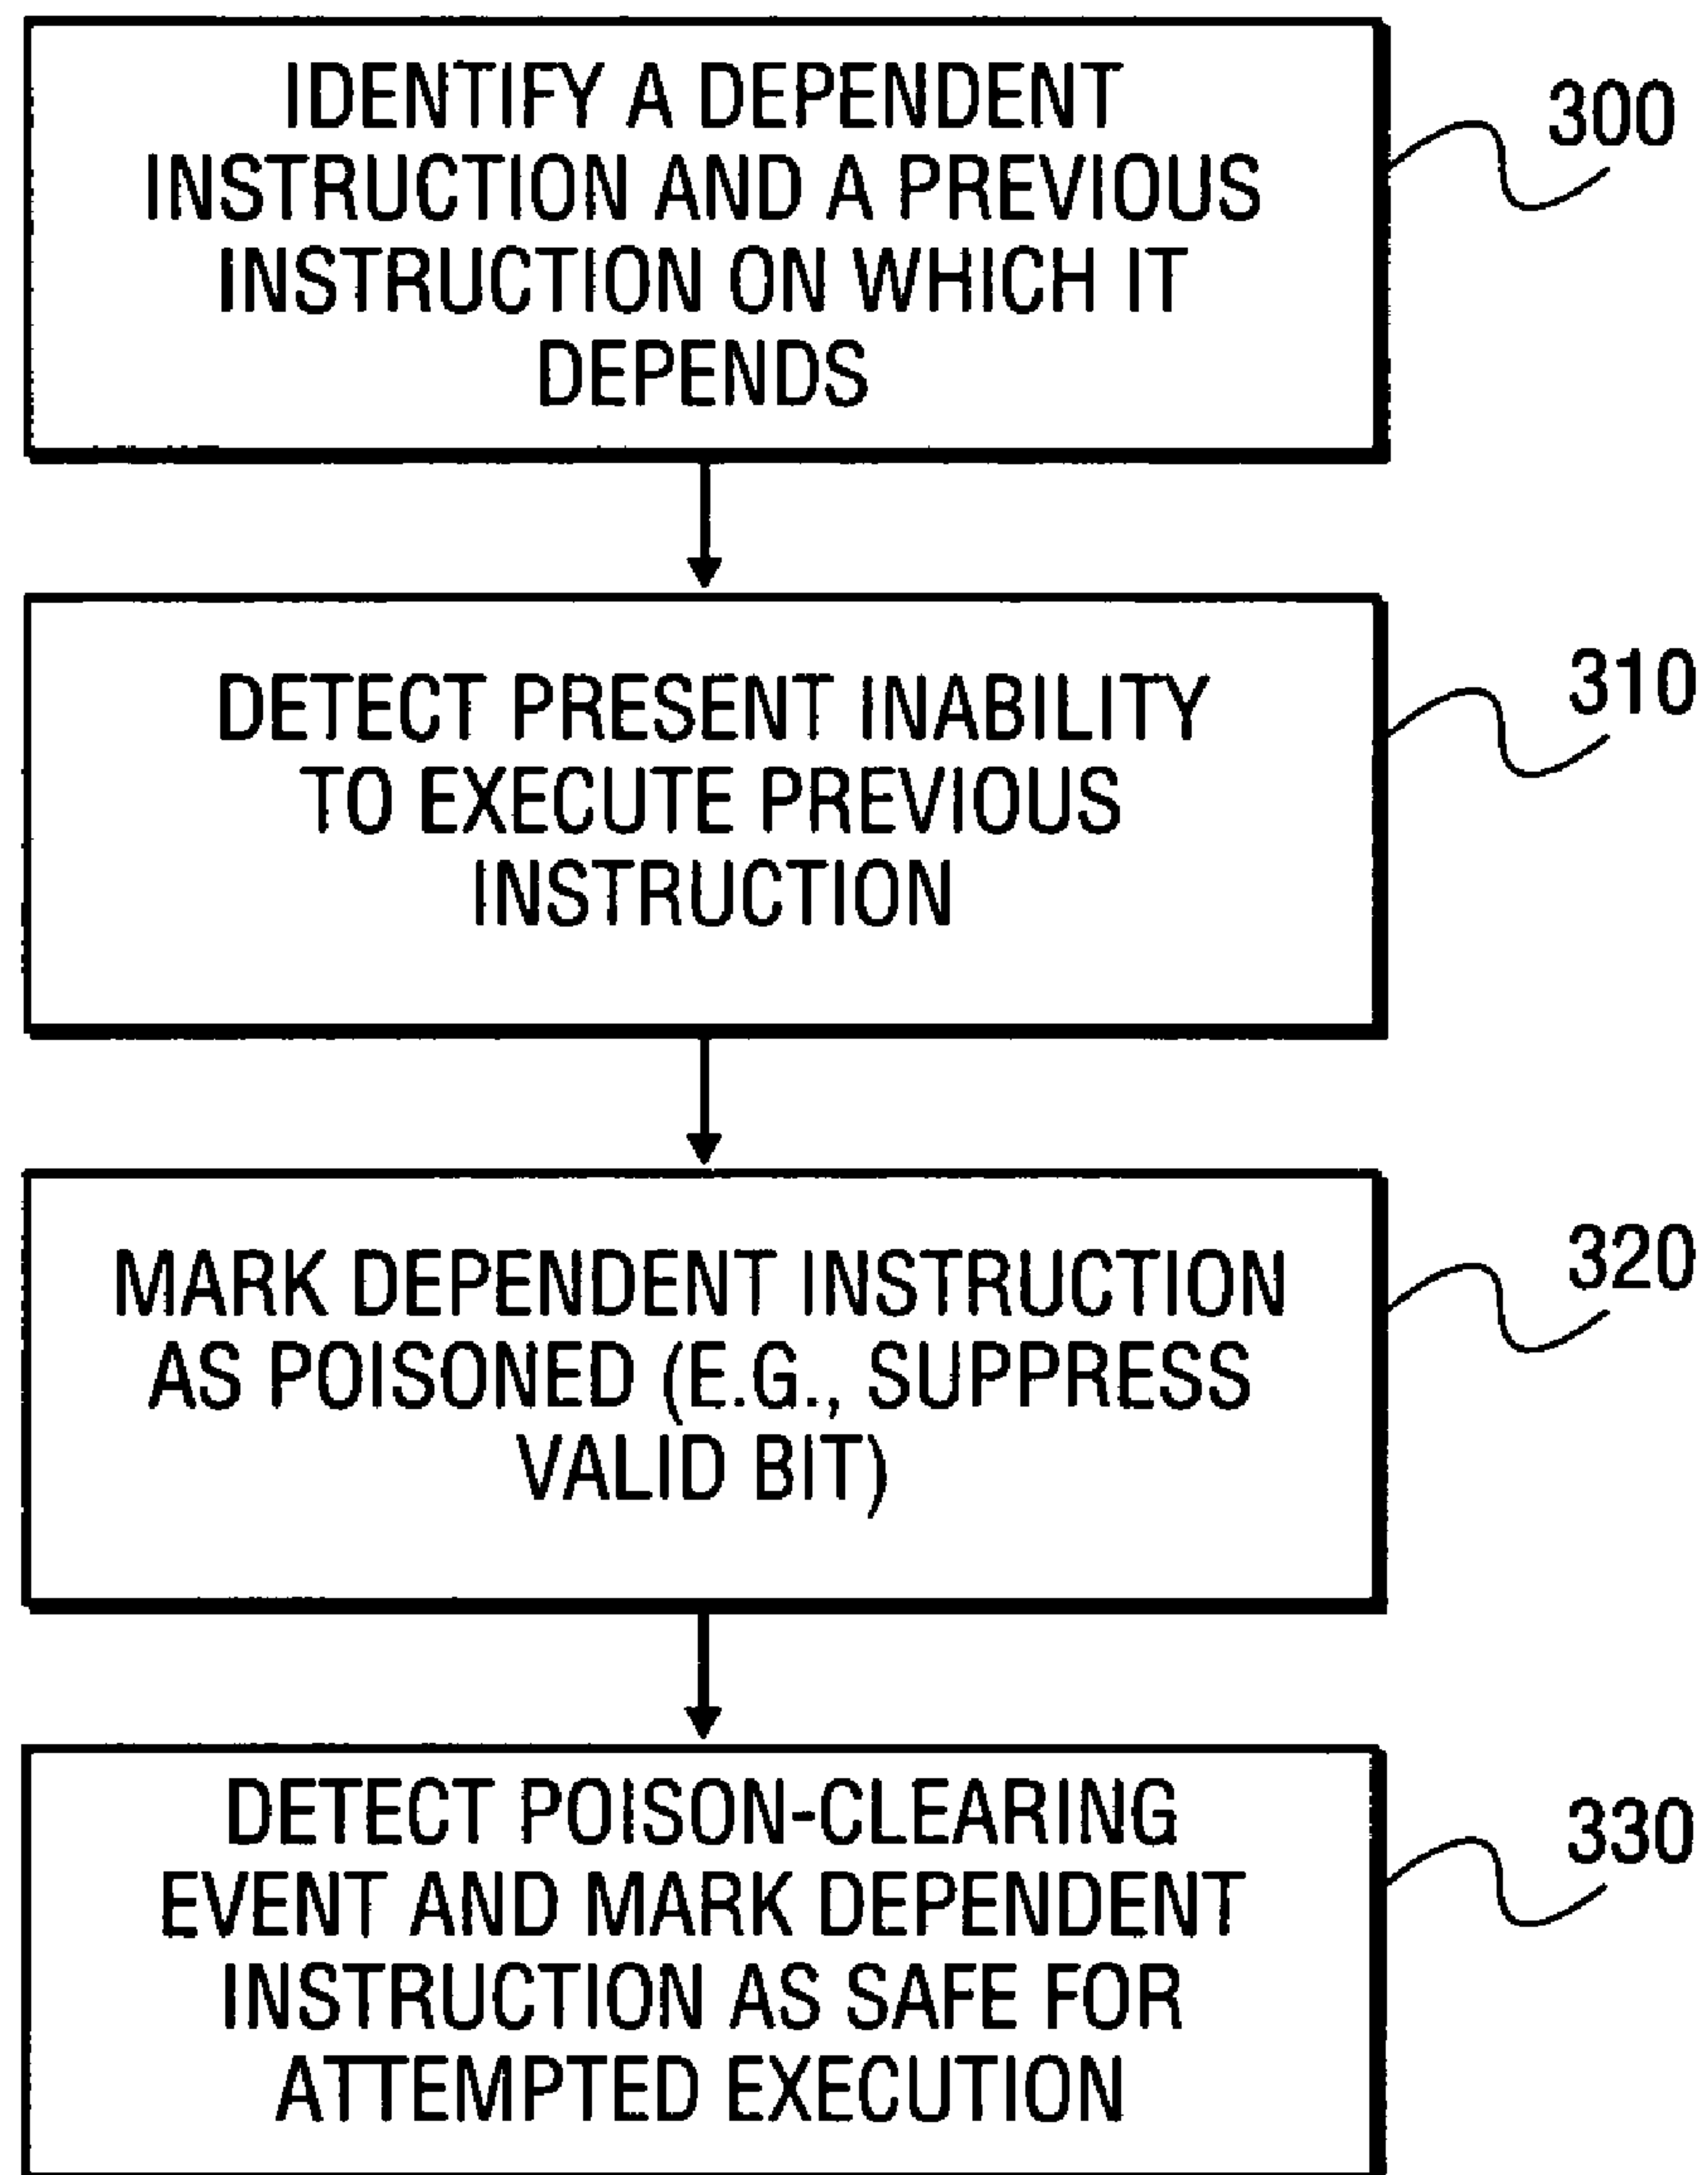 IDENTIFY A DEPENDENT
INSTRUCTION AND A PREVIOUS
INSTRUCTION ON WHICH IT
DEPENDS
300
DETECT PRESENT INABILITY
TO EXECUTE PREVIOUS
INSTRUCTION
310
MARK DEPENDENT INSTRUCTION
AS POISONED (E.G., SUPPRESS
VALID BIT)
320
DETECT POISON-CLEARING
EVENT AND MARK DEPENDENT
INSTRUCTION AS SAFE FOR
ATTEMPTED EXECUTION
330